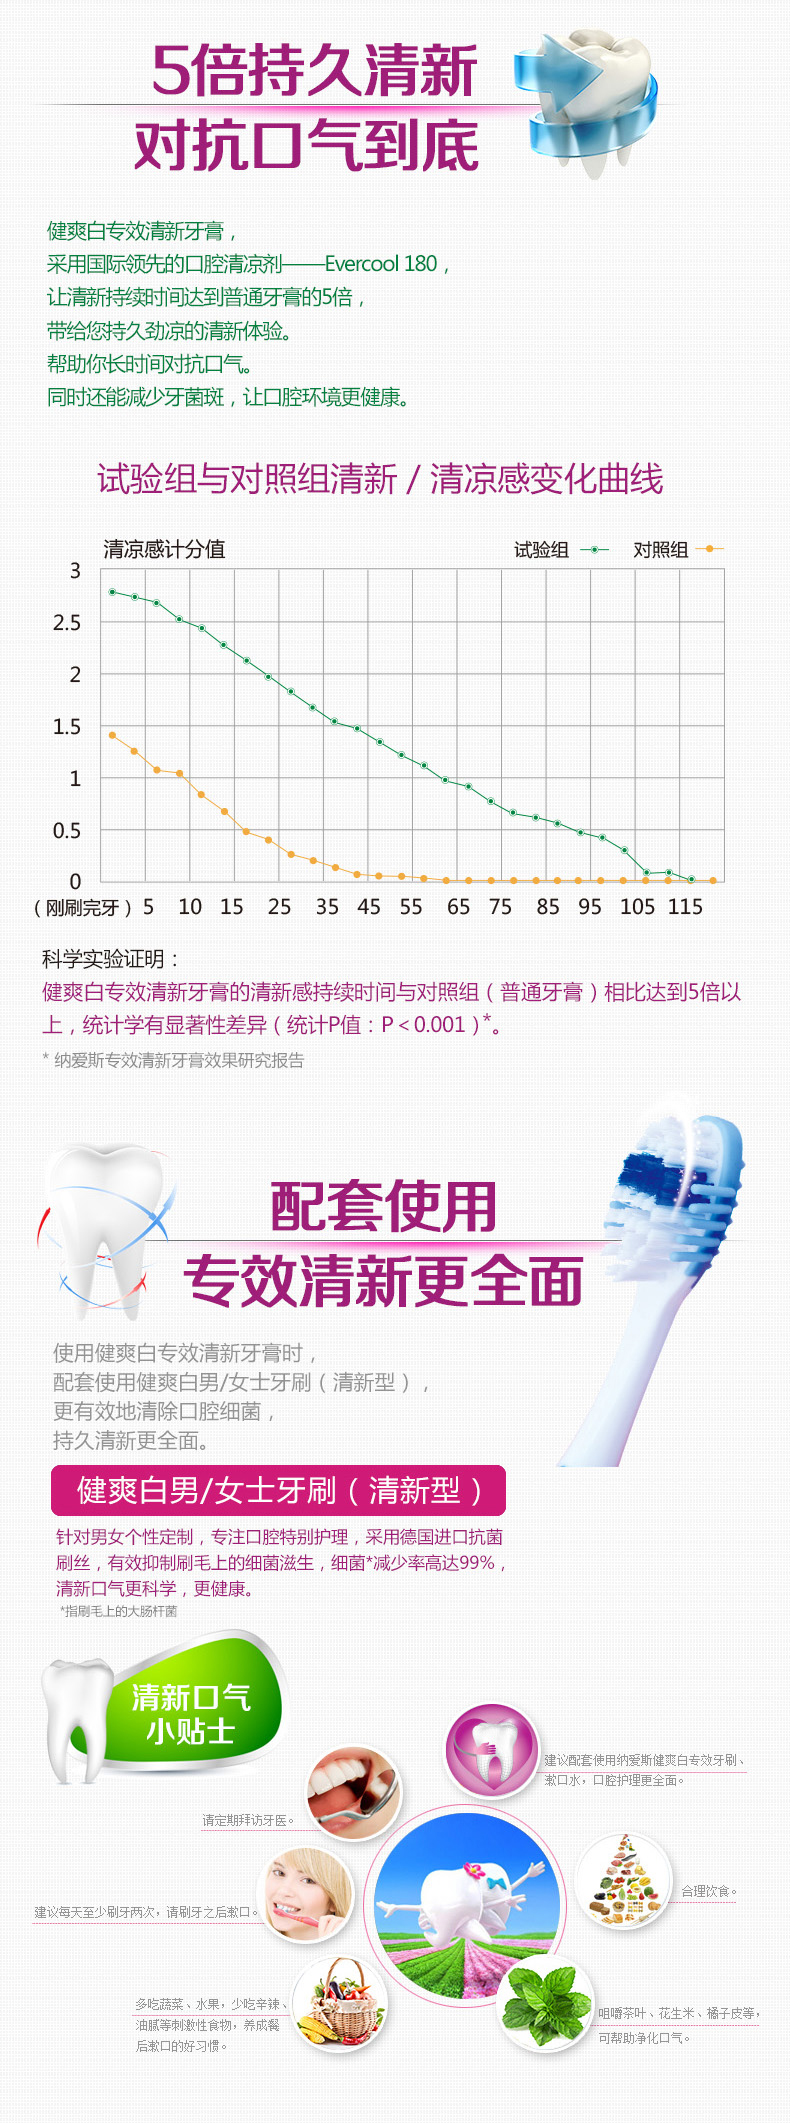 5倍持久清新
对抗口气到底
健爽白专效清新牙膏，
采用国际领先的口腔清凉剂——Evercool 180，
让清新持续时间达到普通牙膏的5倍，
带给您持久劲凉的清新体验。
帮助你长时间对抗口气。
同时还能减少牙菌斑，让口腔环境更健康。
试验组与对照组清新 / 清凉感变化曲线
清凉感计分值 试验组 对照组
3
2.5
2
1.5
1
0.5
0
（刚刷完牙） 5 10 15 25 35 45 55 65 75 85 95 105 115
科学实验证明：
健爽白专效清新牙膏的清新感持续时间与对照组（普通牙膏）相比达到5倍以
上，统计学有显著性差异（统计P值：P＜0.001）*。
* 纳爱斯专效清新牙膏效果研究报告
配套使用
专效清新更全面
使用健爽白专效清新牙膏时，
配套使用健爽白男/女士牙刷（清新型），
更有效地清除口腔细菌，
持久清新更全面。
健爽白男/女士牙刷（清新型）
针对男女个性定制，专注口腔特别护理，采用德国进口抗菌
刷丝，有效抑制刷毛上的细菌滋生，细菌*减少率高达99%，
清新口气更科学，更健康。
*指刷毛上的大肠杆菌
清新口气
小贴士
建议配套使用纳爱斯健爽白专效牙刷、
漱口水，口腔护理更全面。
请定期拜访牙医。
合理饮食。
建议每天至少刷牙两次，请刷牙之后漱口。
多吃蔬菜、水果，少吃辛辣、
油腻等刺激性食物，养成餐
后漱口的好习惯。
咀嚼茶叶、花生米、橘子皮等，
可帮助净化口气。